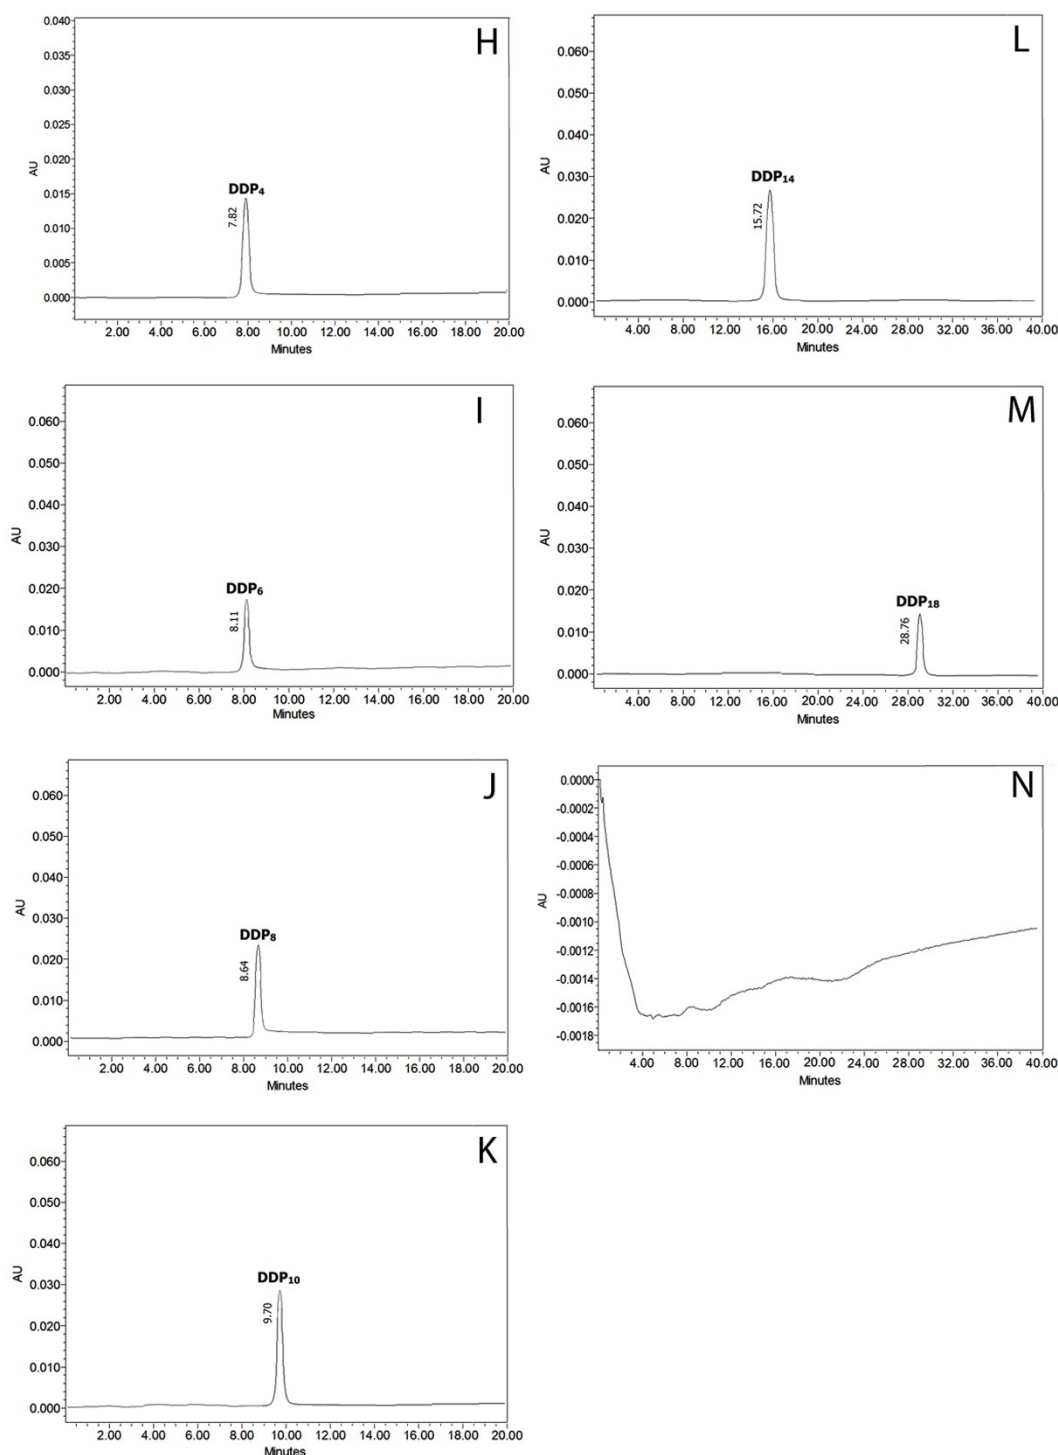 H
0.040
0.035
0.030
0.025
0.020
0.015
0.010
0.005
0.000
AU
DDP₄
7.82
2.00 4.00 6.00 8.00 10.00 12.00 14.00 16.00 18.00 20.00
Minutes
L
0.060
0.050
0.040
0.030
0.020
0.010
0.000
AU
DDP₁₄
15.72
4.00 8.00 12.00 16.00 20.00 24.00 28.00 32.00 36.00 40.00
Minutes
I
0.060
0.050
0.040
0.030
0.020
0.010
0.000
AU
DDP₆
8.11
2.00 4.00 6.00 8.00 10.00 12.00 14.00 16.00 18.00 20.00
Minutes
M
0.060
0.050
0.040
0.030
0.020
0.010
0.000
AU
DDP₁₈
28.76
4.00 8.00 12.00 16.00 20.00 24.00 28.00 32.00 36.00 40.00
Minutes
J
0.060
0.050
0.040
0.030
0.020
0.010
0.000
AU
DDP₈
8.64
2.00 4.00 6.00 8.00 10.00 12.00 14.00 16.00 18.00 20.00
Minutes
N
0.0000
-0.0002
-0.0004
-0.0006
-0.0008
-0.0010
-0.0012
-0.0014
-0.0016
-0.0018
AU
4.00 8.00 12.00 16.00 20.00 24.00 28.00 32.00 36.00 40.00
Minutes
K
0.060
0.050
0.040
0.030
0.020
0.010
0.000
AU
DDP₁₀
9.70
2.00 4.00 6.00 8.00 10.00 12.00 14.00 16.00 18.00 20.00
Minutes